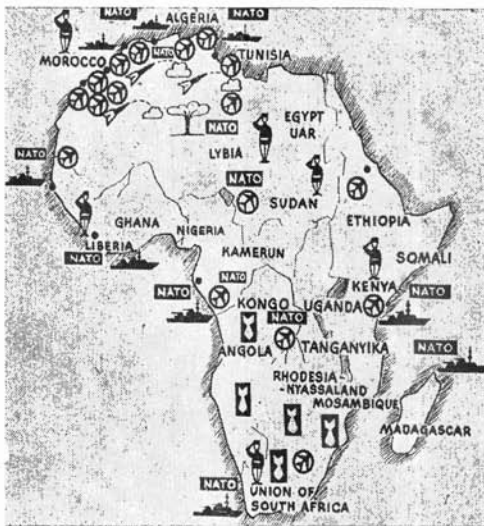 NATO
NATO
ALGERIA
MOROCCO
NATO
TUNISIA
NATO
EGYPT
UAR
LYBIA
NATO
NATO
NATO
SUDAN
ETHIOPIA
GHANA
NIGERIA
LIBERIA
NATO
KAMERUN
SOMALI
KENYA
NATO
NATO
KONGO
UGANDA
NATO
NATO
ANGOLA
TANGANYIKA
NATO
RHODESIA-
-NYASSALAND
MOSAMBIQUE
MADAGASCAR
NATO
UNION OF
SOUTH AFRICA